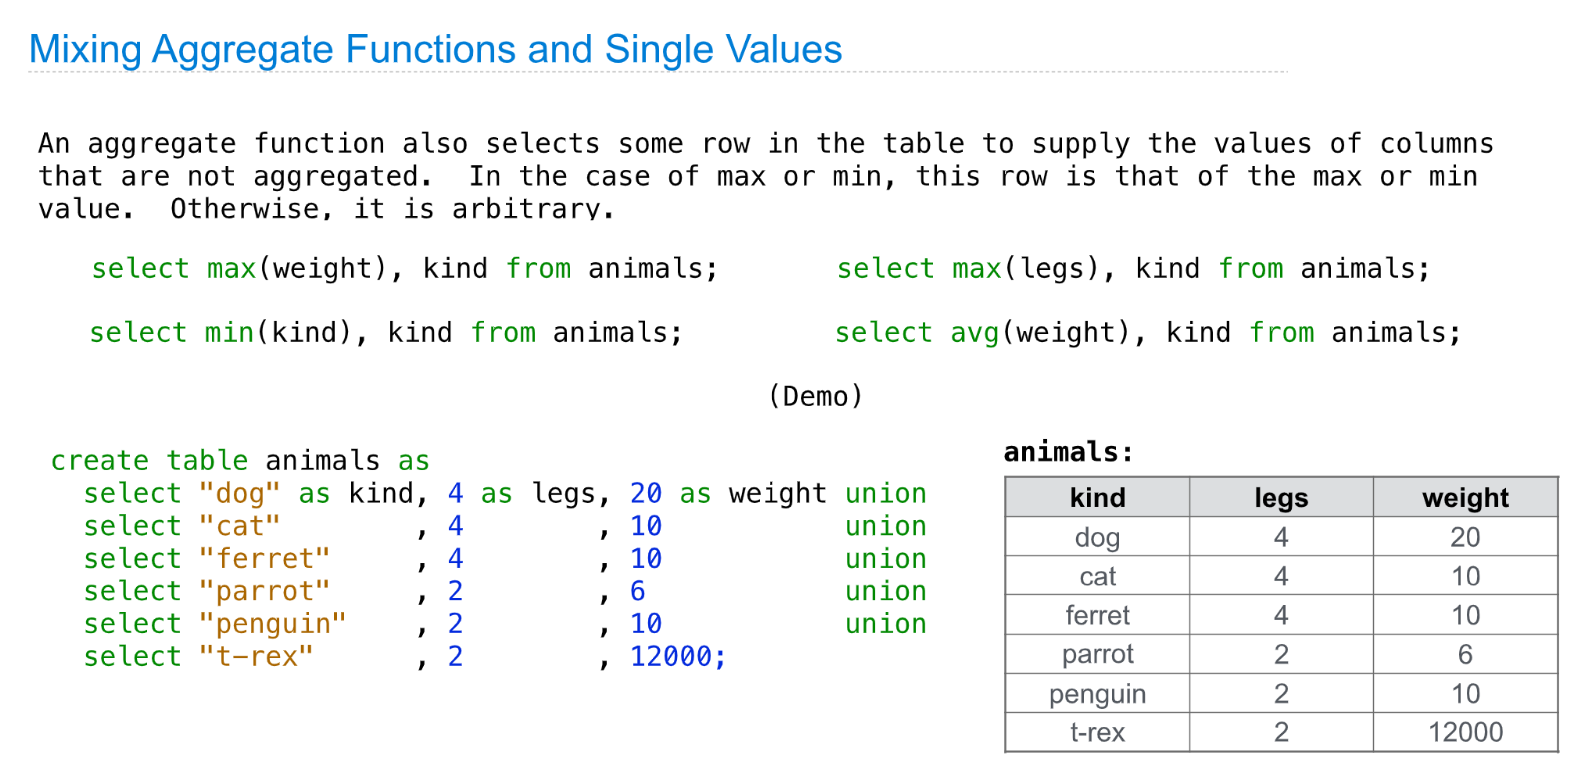 Mixing Aggregate Functions and Single Values
An aggregate function also selects some row in the table to supply the values of columns
that are not aggregated.  In the case of max or min, this row is that of the max or min
value.  Otherwise, it is arbitrary.
select max(weight), kind from animals;
select max(legs), kind from animals;
select min(kind), kind from animals;
select avg(weight), kind from animals;
(Demo)
create table animals as
select "dog" as kind, 4 as legs, 20 as weight union
select "cat"        , 4        , 10           union
select "ferret"     , 4        , 10           union
select "parrot"     , 2        , 6            union
select "penguin"    , 2        , 10           union
select "t-rex"      , 2        , 12000;
animals:
kind legs weight
dog 4 20
cat 4 10
ferret 4 10
parrot 2 6
penguin 2 10
t-rex 2 12000